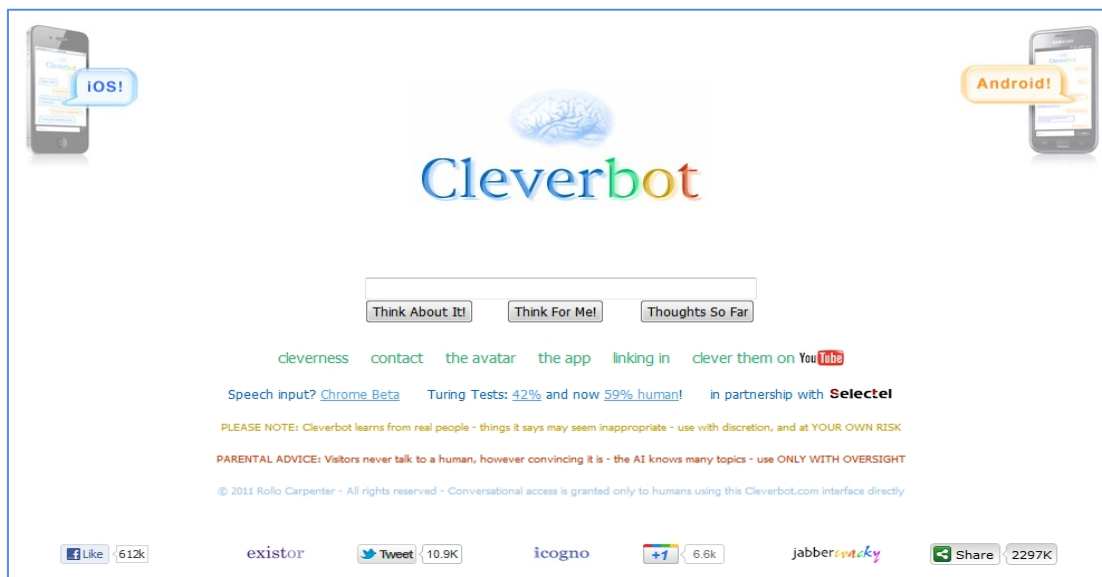 iOS!
Android!
Cleverbot
Think About It! Think For Me! Thoughts So Far
cleverness contact the avatar the app linking in clever them on YouTube
Speech input? Chrome Beta Turing Tests: 42% and now 59% human! in partnership with Selectel
PLEASE NOTE: Cleverbot learns from real people - things it says may seem inappropriate - use with discretion, and at YOUR OWN RISK
PARENTAL ADVICE: Visitors never talk to a human, however convincing it is - the AI knows many topics - use ONLY WITH OVERSIGHT
© 2011 Rollo Carpenter - All rights reserved - Conversational access is granted only to humans using this Cleverbot.com interface directly
Like 612k existor Tweet 10.9K icogno +1 6.6k jabberwacky Share 2297K